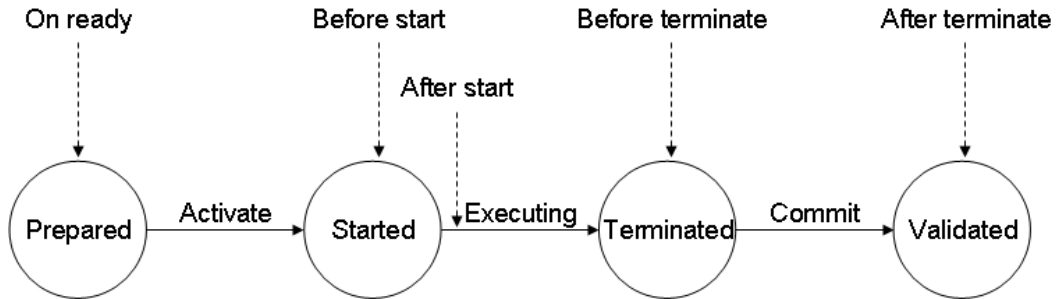 On ready
Before start
Before terminate
After terminate
After start
Prepared
Activate
Started
Executing
Terminated
Commit
Validated